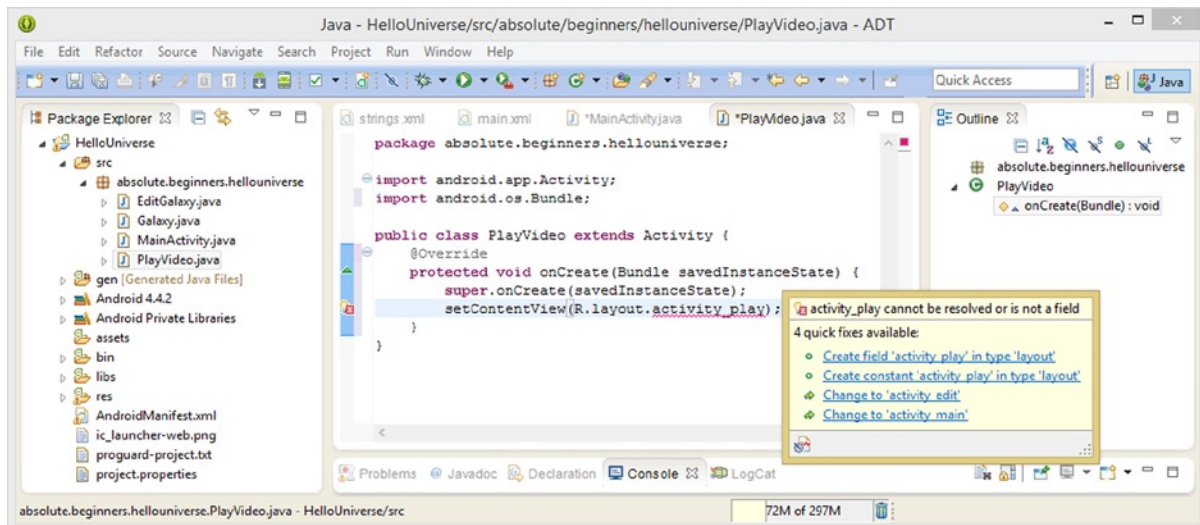 Java - HelloUniverse/src/absolute/beginners/hellouniverse/PlayVideo.java - ADT
File Edit Refactor Source Navigate Search Project Run Window Help
Quick Access
Java
Package Explorer
HelloUniverse
src
absolute.beginners.hellouniverse
EditGalaxy.java
Galaxy.java
MainActivity.java
PlayVideo.java
gen [Generated Java Files]
Android 4.4.2
Android Private Libraries
assets
bin
libs
res
AndroidManifest.xml
ic_launcher-web.png
proguard-project.txt
project.properties
strings.xml
main.xml
*MainActivity.java
*PlayVideo.java
package absolute.beginners.hellouniverse;
import android.app.Activity;
import android.os.Bundle;
public class PlayVideo extends Activity {
@Override
protected void onCreate(Bundle savedInstanceState) {
super.onCreate(savedInstanceState);
setContentView(R.layout.activity_play);
}
}
activity_play cannot be resolved or is not a field
4 quick fixes available:
Create field 'activity_play' in type 'layout'
Create constant 'activity_play' in type 'layout'
Change to 'activity_edit'
Change to 'activity_main'
Outline
absolute.beginners.hellouniverse
PlayVideo
onCreate(Bundle) : void
Problems @ Javadoc Declaration Console LogCat
absolute.beginners.hellouniverse.PlayVideo.java - HelloUniverse/src
72M of 297M